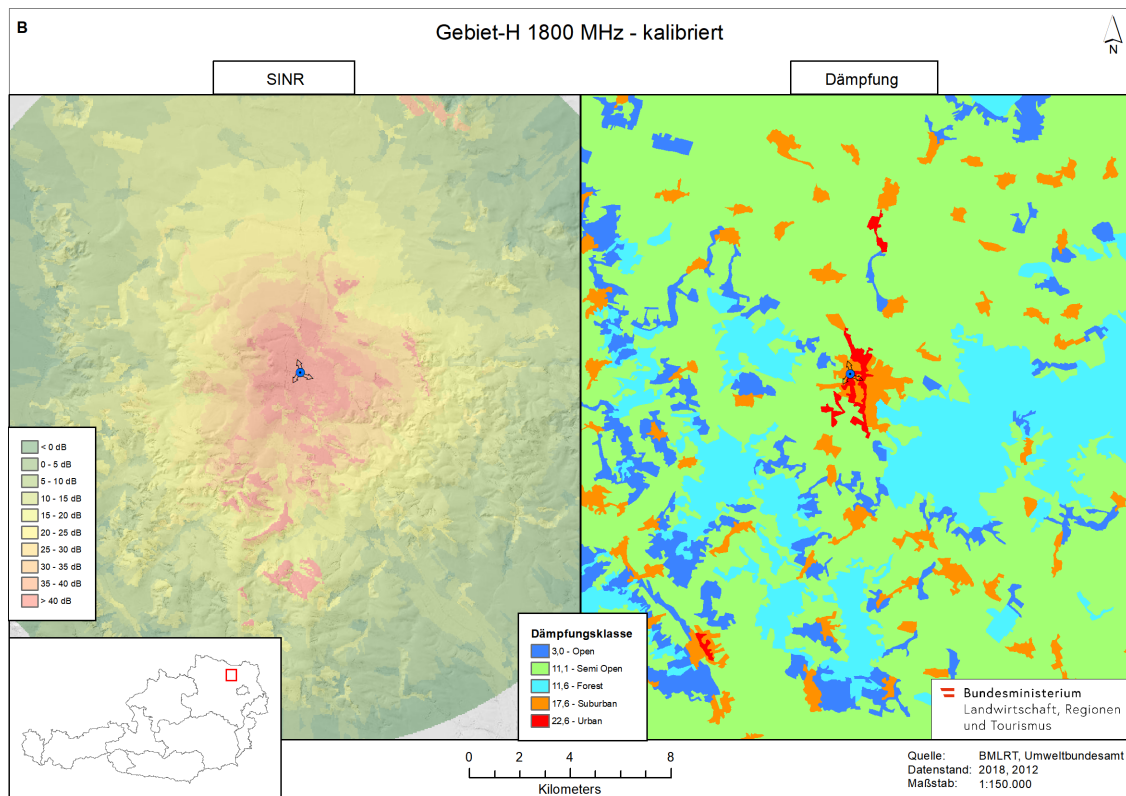 B
Gebiet-H 1800 MHz - kalibriert
N
SINR
Dämpfung
< 0 dB
0 - 5 dB
5 - 10 dB
10 - 15 dB
15 - 20 dB
20 - 25 dB
25 - 30 dB
30 - 35 dB
35 - 40 dB
> 40 dB
Dämpfungsklasse
3,0 - Open
11,1 - Semi Open
11,6 - Forest
17,6 - Suburban
22,6 - Urban
Bundesministerium
Landwirtschaft, Regionen
und Tourismus
0 2 4 8
Kilometers
Quelle: BMLRT, Umweltbundesamt
Datenstand: 2018, 2012
Maßstab: 1:150.000